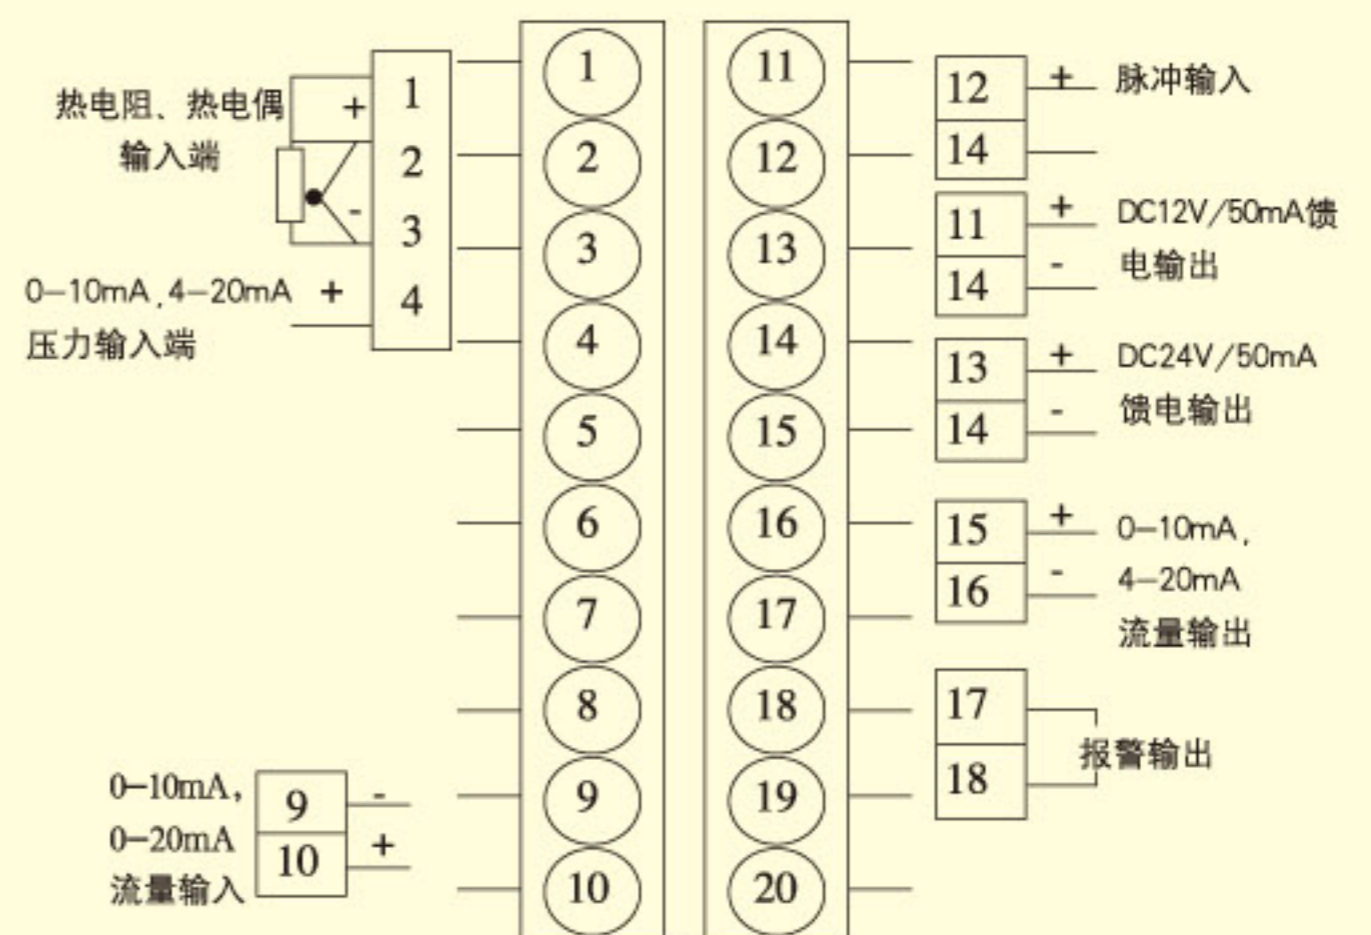 热电阻、热电偶
输入端
+
-
1
2
3
4
0-10mA,4-20mA +
压力输入端
0-10mA,
0-20mA
流量输入
9 -
10 +
1
2
3
4
5
6
7
8
9
10
11
12
13
14
15
16
17
18
19
20
12 + 脉冲输入
14
11 + DC12V/50mA馈
14 - 电输出
13 + DC24V/50mA
14 - 馈电输出
15 + 0-10mA,
16 - 4-20mA
流量输出
17
18
报警输出